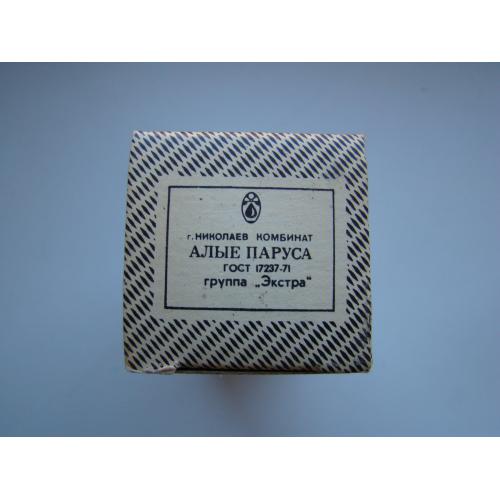 г. НИКОЛАЕВ КОМБИНАТ
АЛЫЕ ПАРУСА
ГОСТ 17237-71
группа „Экстра"